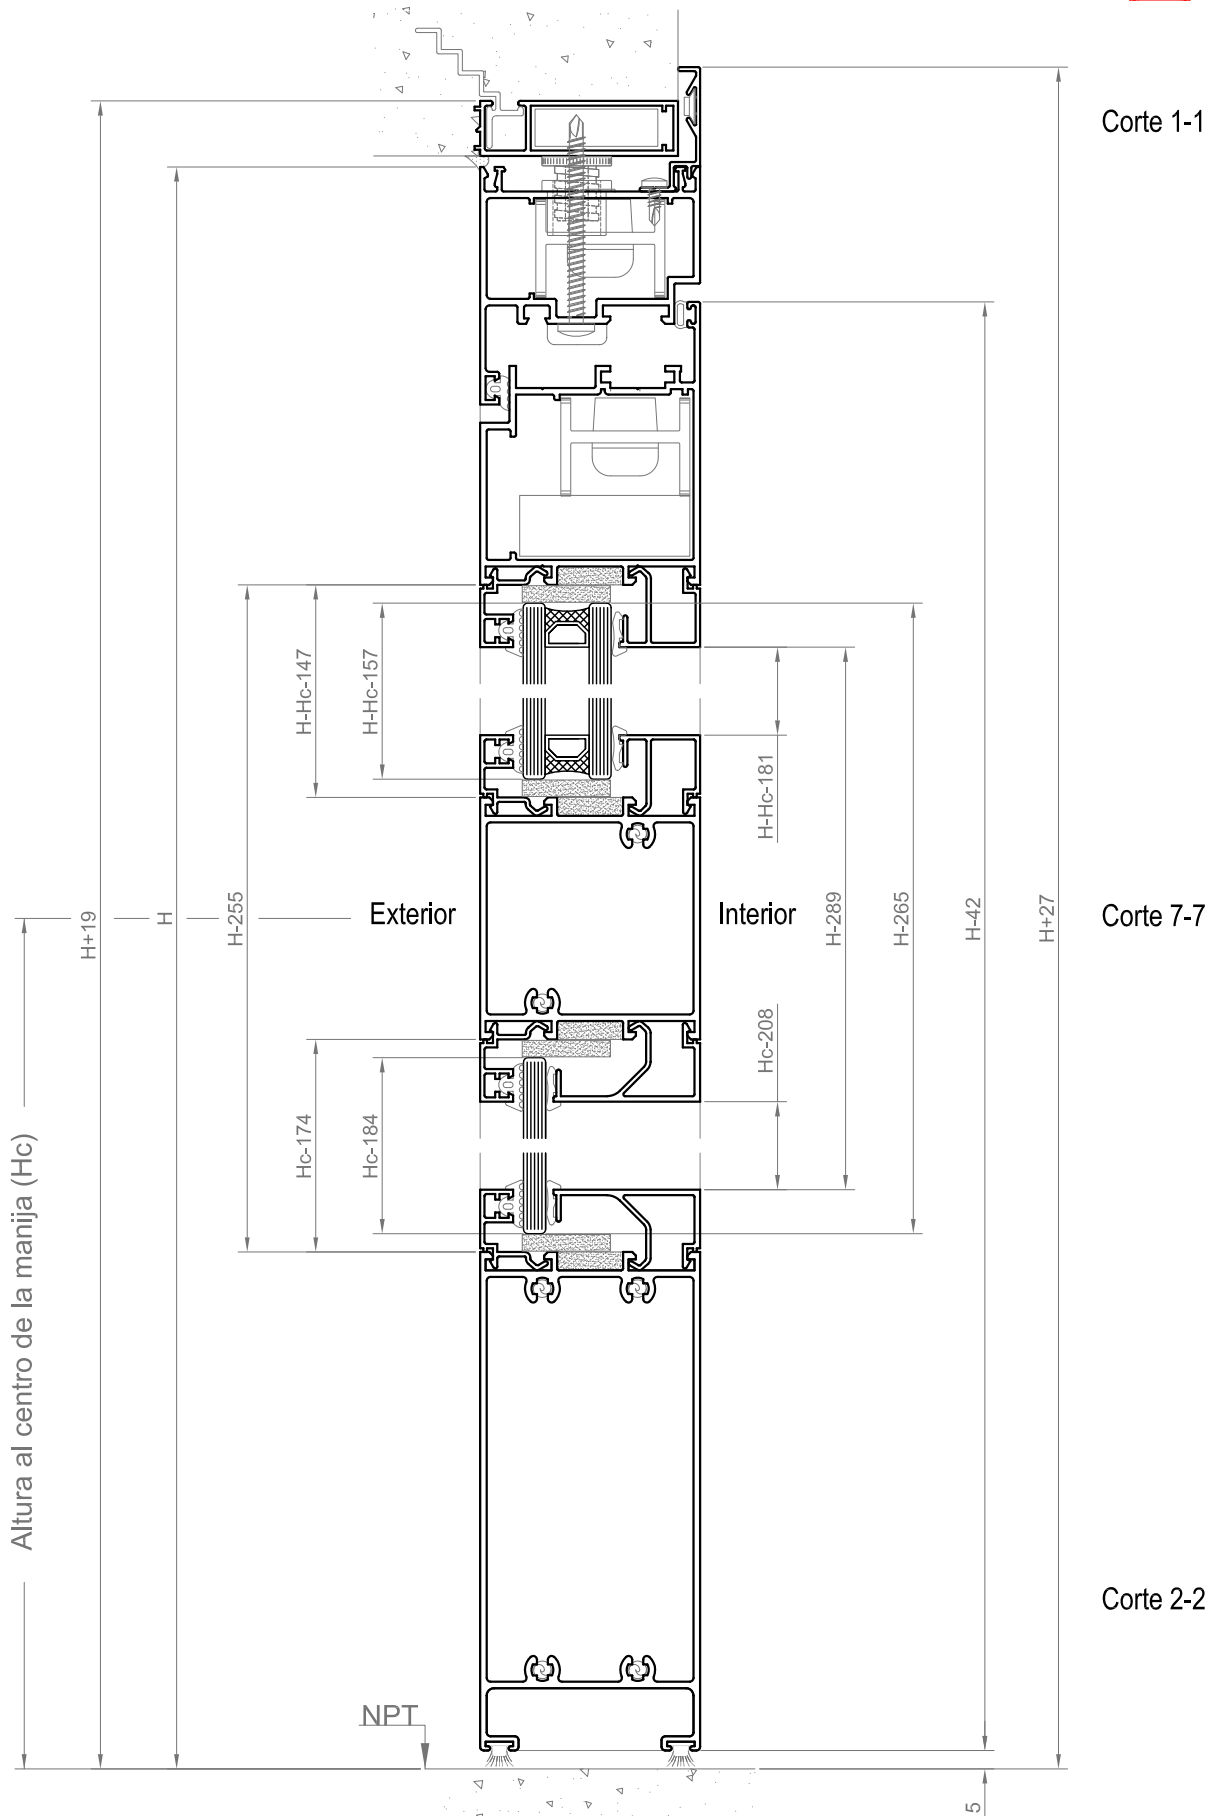 Corte 1-1
H-Hc-147
H-Hc-157
H-Hc-181
H+19
H
H-255
Exterior
Interior
H-289
H-265
H-42
H+27
Corte 7-7
Hc-208
Hc-174
Hc-184
Altura al centro de la manija (Hc)
Corte 2-2
NPT
5